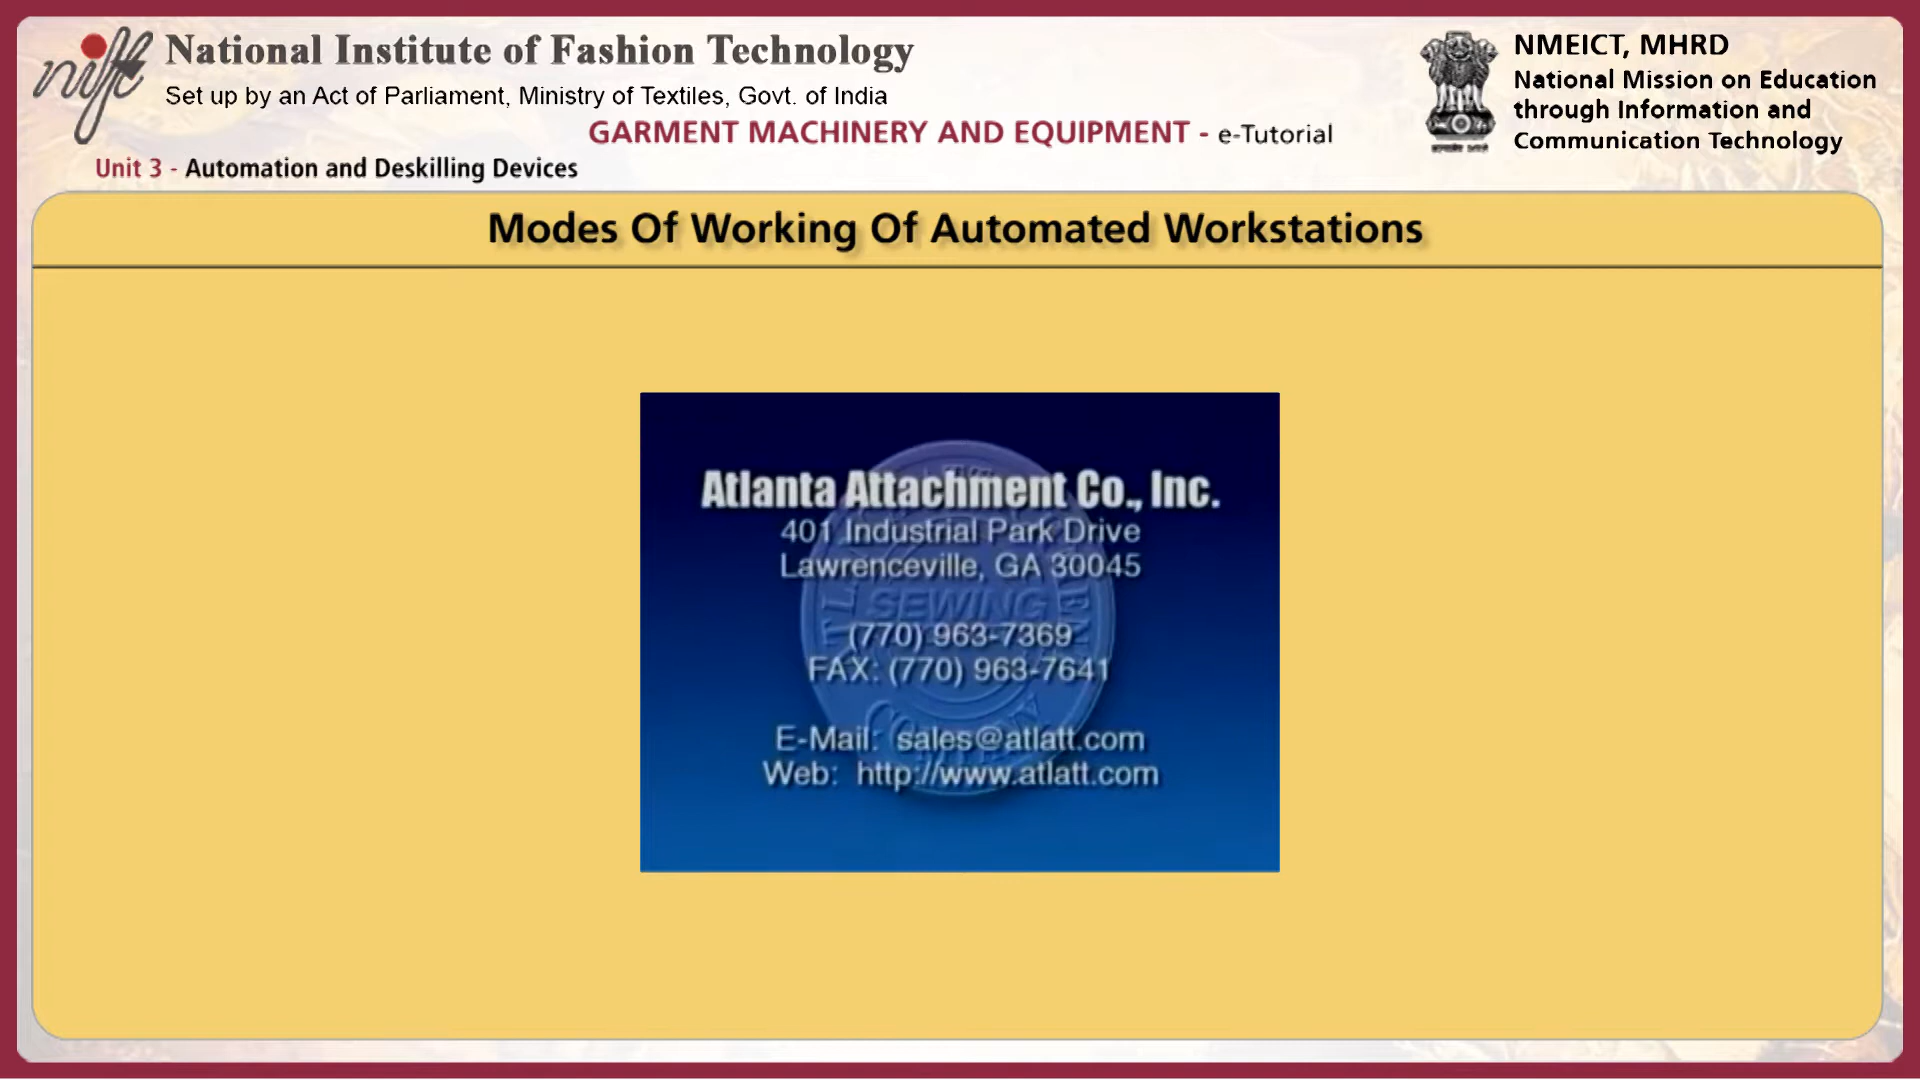 nift
National Institute of Fashion Technology
Set up by an Act of Parliament, Ministry of Textiles, Govt. of India
GARMENT MACHINERY AND EQUIPMENT - e-Tutorial
Unit 3 - Automation and Deskilling Devices
NMEICT, MHRD
National Mission on Education
through Information and
Communication Technology
Modes Of Working Of Automated Workstations
Atlanta Attachment Co., Inc.
401 Industrial Park Drive
Lawrenceville, GA 30045
SEWING
(770) 963-7369
FAX: (770) 963-7641
E-Mail: sales@atlatt.com
Web: http://www.atlatt.com